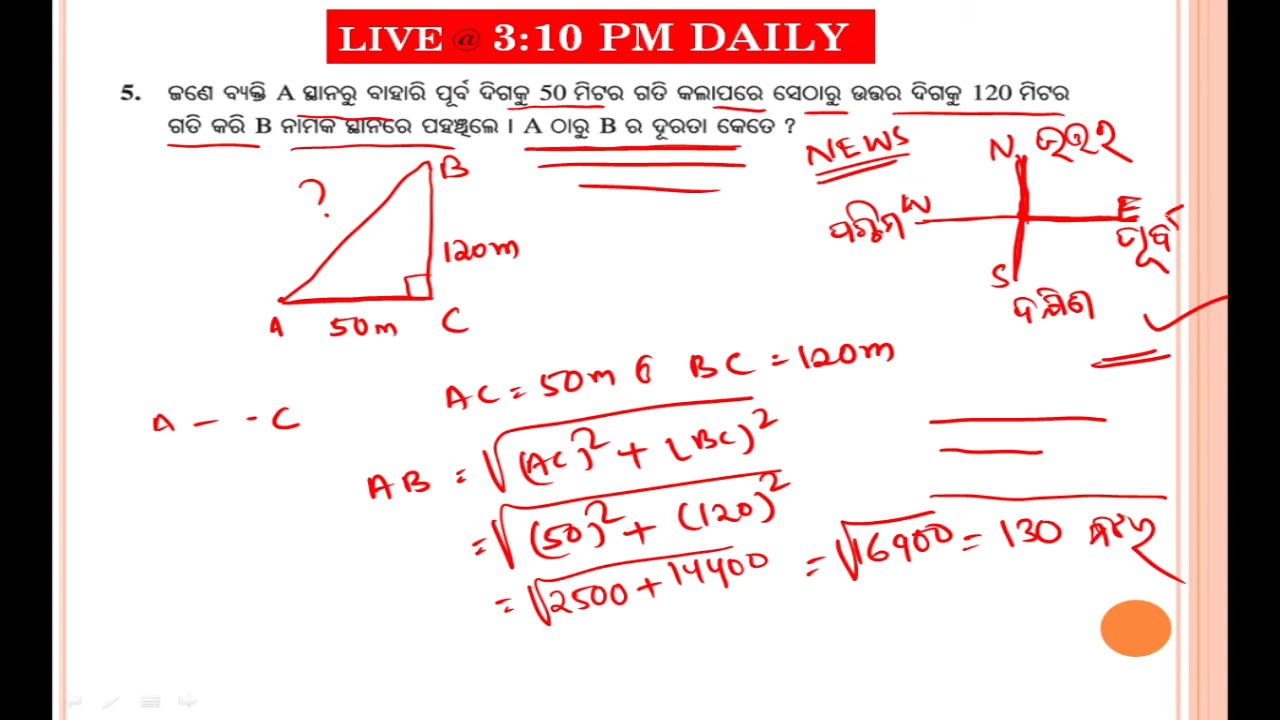 LIVE @ 3:10 PM DAILY
5. ଜଣେ ବ୍ୟକ୍ତି A ସ୍ଥାନରୁ ବାହାରି ପୂର୍ବ ଦିଗକୁ 50 ମିଟର ଗତି କଲାପରେ ସେଠାରୁ ଉତ୍ତର ଦିଗକୁ 120 ମିଟର
ଗତି କରି B ନାମକ ସ୍ଥାନରେ ପହଞ୍ଚିଲେ । A ଠାରୁ B ର ଦୂରତା କେତେ ?
NEWS
N ଉତ୍ତର
B
?
ପଶ୍ଚିମ W
E
ପୂର୍ବ
120m
S
ଦକ୍ଷିଣ
A 50m C
AC = 50m ଓ BC = 120m
A - - C
AB = √(AC)² + (BC)²
= √(50)² + (120)²
= √2500 + 14400 = √16900 = 130 ମିଟର